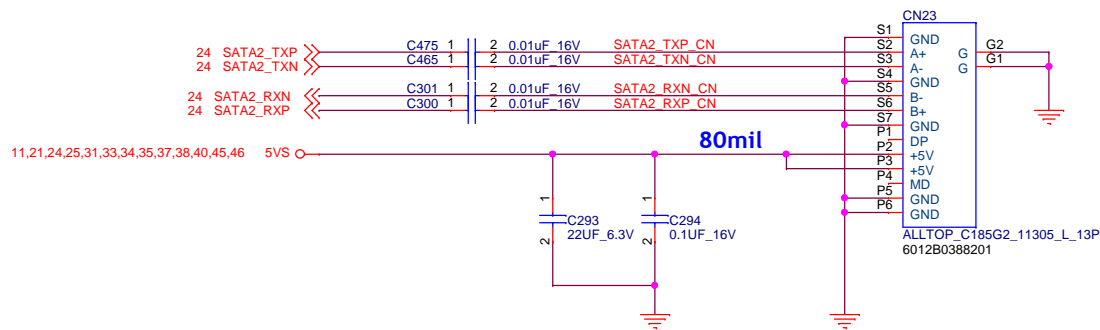 CN23
S1
GND
24 SATA2_TXP C475 1 2 0.01uF_16V SATA2_TXP_CN S2 A+ G G2
24 SATA2_TXN C465 1 2 0.01uF_16V SATA2_TXN_CN S3 A- G G1
S4
GND
24 SATA2_RXN C301 1 2 0.01uF_16V SATA2_RXN_CN S5 B-
24 SATA2_RXP C300 1 2 0.01uF_16V SATA2_RXP_CN S6 B+
S7
GND
80mil
P1
DP
11,21,24,25,31,33,34,35,37,38,40,45,46 5VS P2 +5V
P3
+5V
P4
MD
P5
GND
P6
GND
1 1
C293 C294
22UF_6.3V 0.1UF_16V
2 2
ALLTOP_C185G2_11305_L_13P
6012B0388201